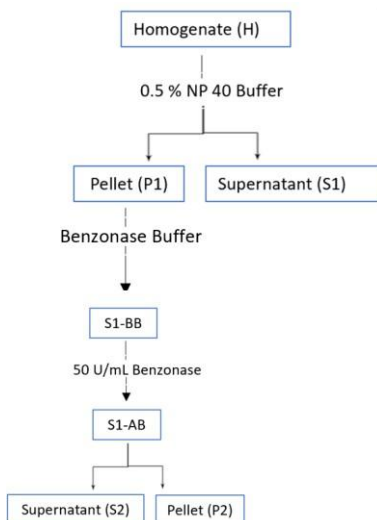 Homogenate (H)
0.5 % NP 40 Buffer
Pellet (P1)
Supernatant (S1)
Benzonase Buffer
S1-BB
50 U/mL Benzonase
S1-AB
Supernatant (S2)
Pellet (P2)